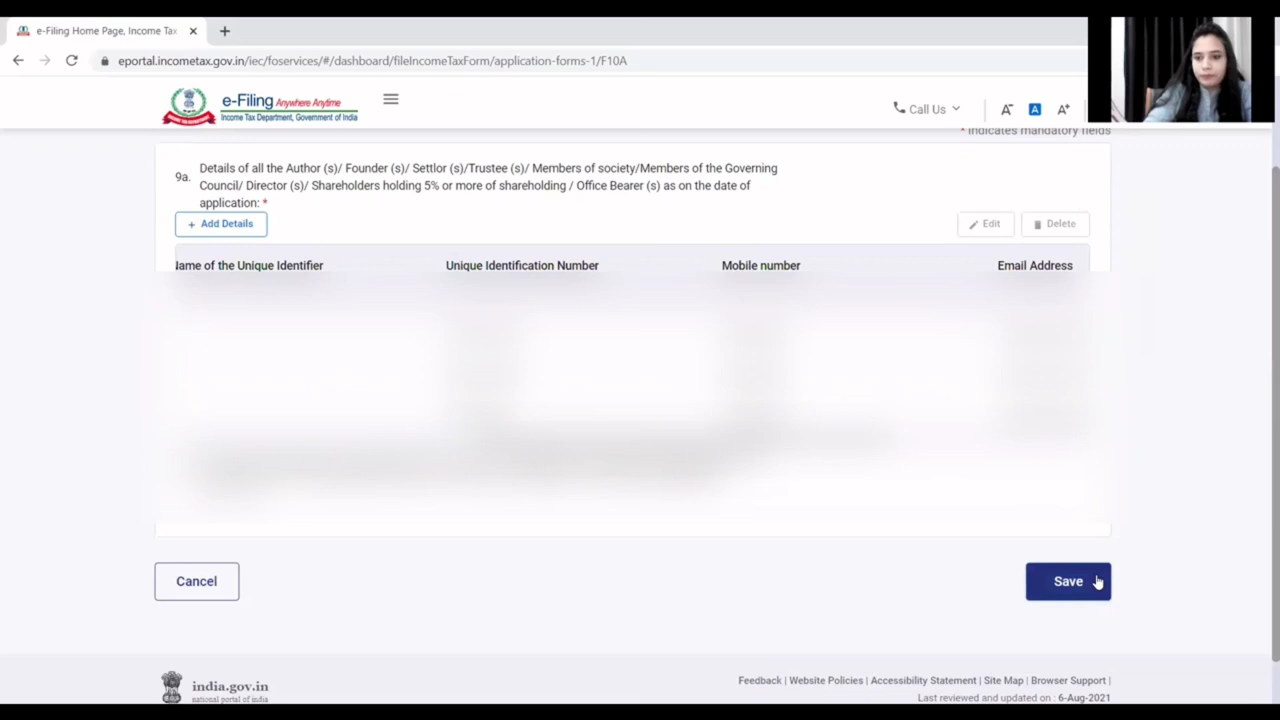 e-Filing Home Page, Income Tax
eportal.incometax.gov.in/iec/foservices/#/dashboard/fileIncomeTaxForm/application-forms-1/F10A
e-Filing Anywhere Anytime
Income Tax Department, Government of India
Call Us
A- A A+
* Indicates mandatory fields
9a. Details of all the Author (s)/ Founder (s)/ Settlor (s)/Trustee (s)/ Members of society/Members of the Governing
Council/ Director (s)/ Shareholders holding 5% or more of shareholding / Office Bearer (s) as on the date of
application: *
+ Add Details
Edit
Delete
Name of the Unique Identifier Unique Identification Number Mobile number Email Address
Cancel
Save
india.gov.in
national portal of india
Feedback | Website Policies | Accessibility Statement | Site Map | Browser Support |
Last reviewed and updated on : 6-Aug-2021